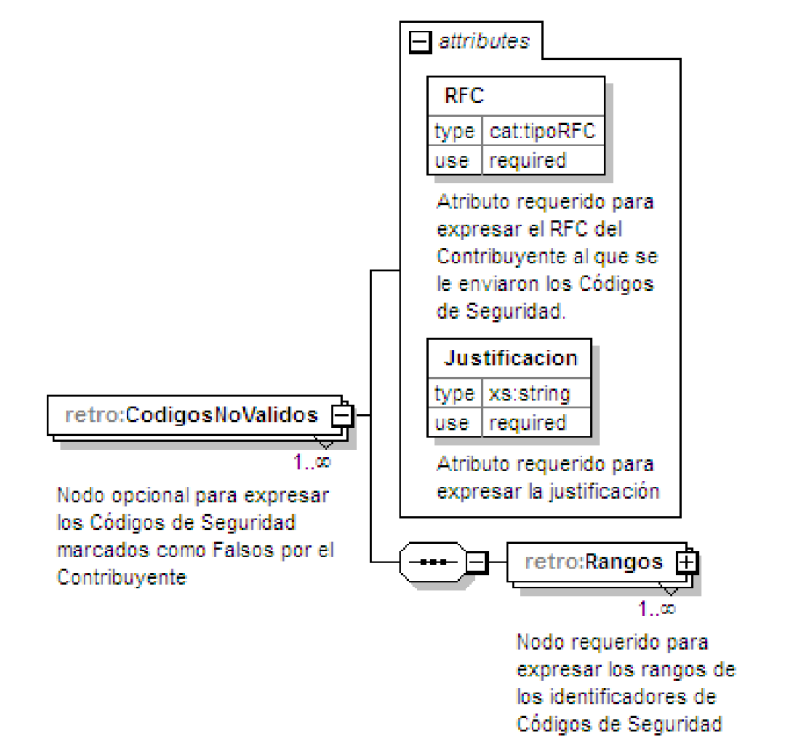 attributes
RFC
type cat:tipoRFC
use required
Atributo requerido para
expresar el RFC del
Contribuyente al que se
le enviaron los Códigos
de Seguridad.
Justificacion
type xs:string
use required
Atributo requerido para
expresar la justificación
retro:CodigosNoValidos
1..∞
Nodo opcional para expresar
los Códigos de Seguridad
marcados como Falsos por el
Contribuyente
retro:Rangos
1..∞
Nodo requerido para
expresar los rangos de
los identificadores de
Códigos de Seguridad